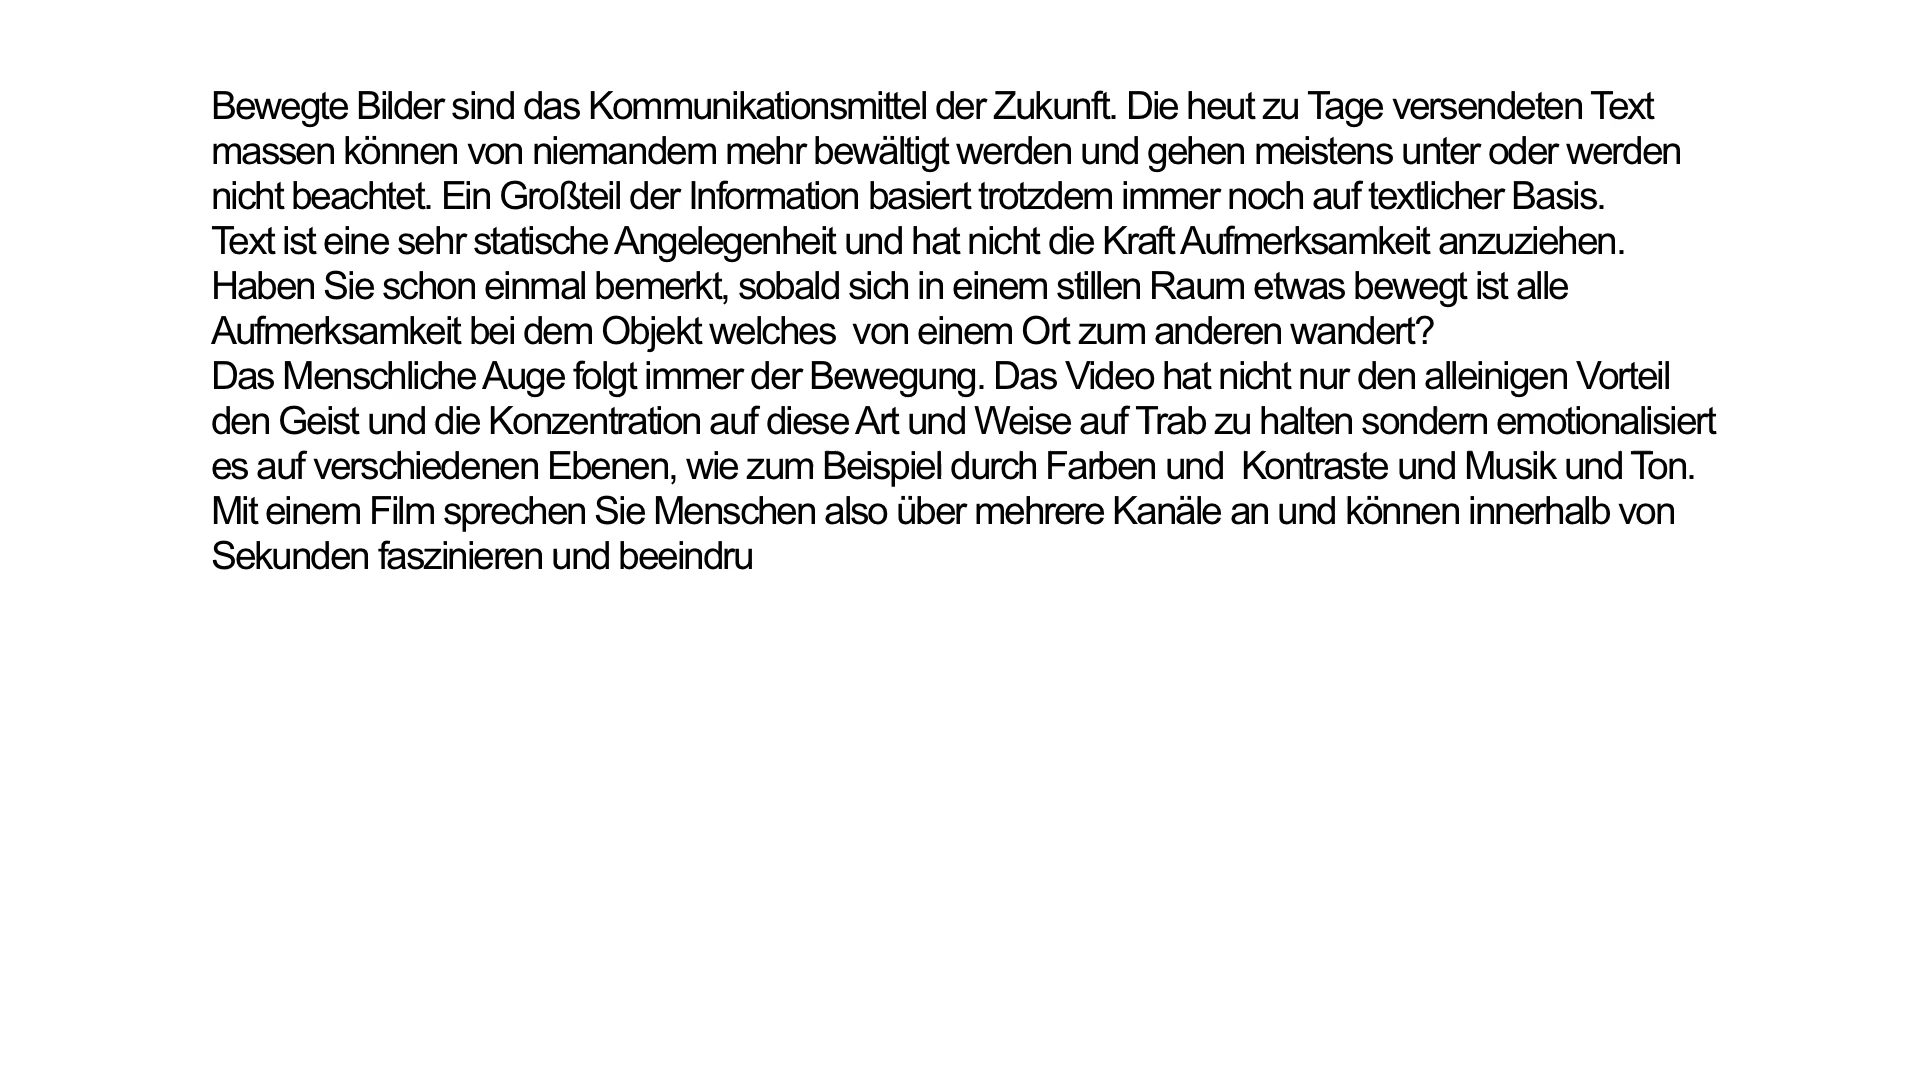 Bewegte Bilder sind das Kommunikationsmittel der Zukunft. Die heut zu Tage versendeten Text
massen können von niemandem mehr bewältigt werden und gehen meistens unter oder werden
nicht beachtet. Ein Großteil der Information basiert trotzdem immer noch auf textlicher Basis.
Text ist eine sehr statische Angelegenheit und hat nicht die Kraft Aufmerksamkeit anzuziehen.
Haben Sie schon einmal bemerkt, sobald sich in einem stillen Raum etwas bewegt ist alle
Aufmerksamkeit bei dem Objekt welches  von einem Ort zum anderen wandert?
Das Menschliche Auge folgt immer der Bewegung. Das Video hat nicht nur den alleinigen Vorteil
den Geist und die Konzentration auf diese Art und Weise auf Trab zu halten sondern emotionalisiert
es auf verschiedenen Ebenen, wie zum Beispiel durch Farben und  Kontraste und Musik und Ton.
Mit einem Film sprechen Sie Menschen also über mehrere Kanäle an und können innerhalb von
Sekunden faszinieren und beeindru